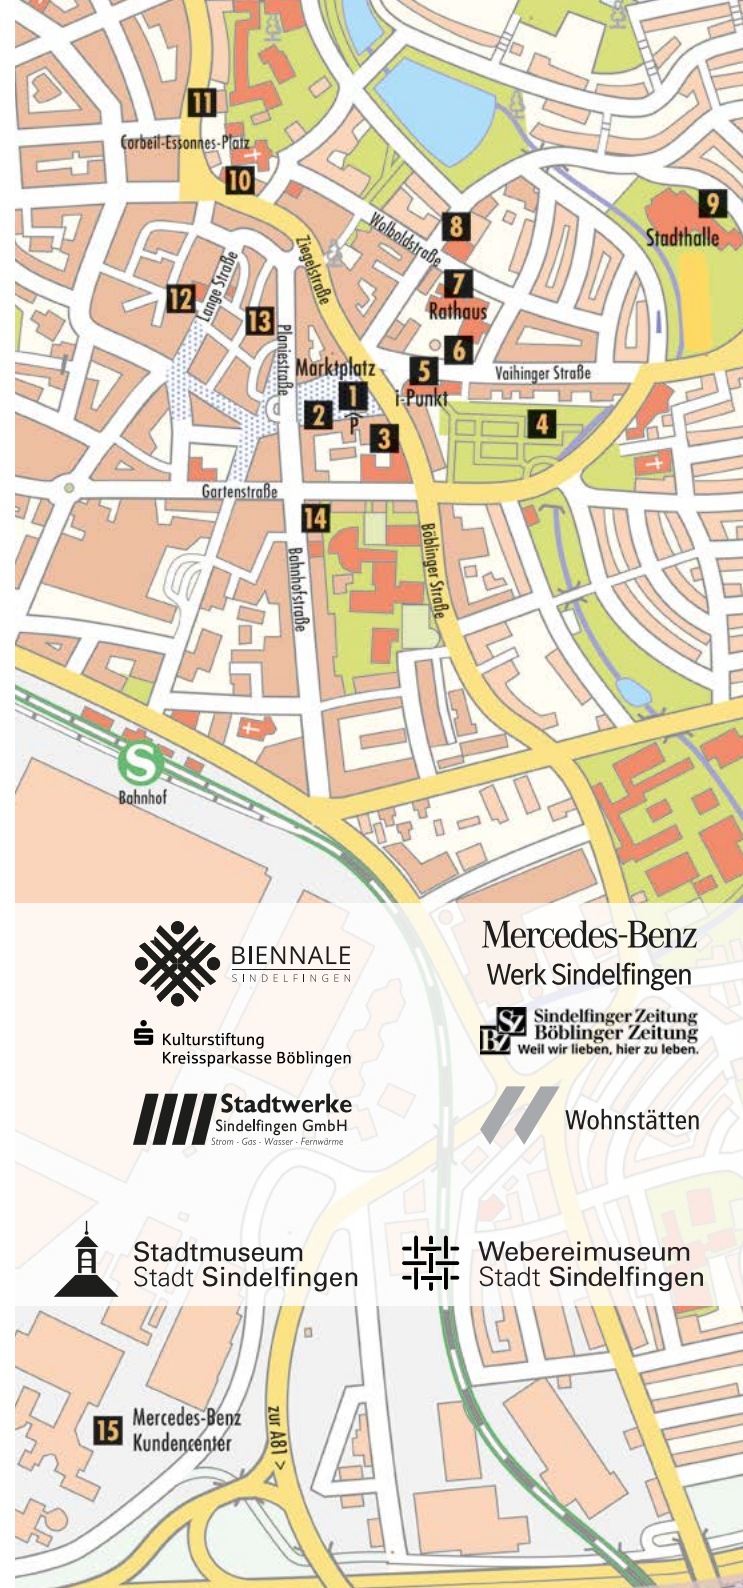 11
Corbeil-Essonnes-Platz
10
9
Stadthalle
8
Wolboldstraße
Ziegelstraße
7
Rathaus
Lange Straße
12
13
Planiestraße
6
Marktplatz
5
i-Punkt
Vaihinger Straße
1
P
2
3
4
Gartenstraße
14
Bahnhofstraße
Böblinger Straße
S
Bahnhof
BIENNALE
SINDELFINGEN
Mercedes-Benz
Werk Sindelfingen
Kulturstiftung
Kreissparkasse Böblingen
SZ
BZ
Sindelfinger Zeitung
Böblinger Zeitung
Weil wir lieben, hier zu leben.
Stadtwerke
Sindelfingen GmbH
Strom - Gas - Wasser - Fernwärme
Wohnstätten
Stadtmuseum
Stadt Sindelfingen
Webereimuseum
Stadt Sindelfingen
15
Mercedes-Benz
Kundencenter
zur A81 >